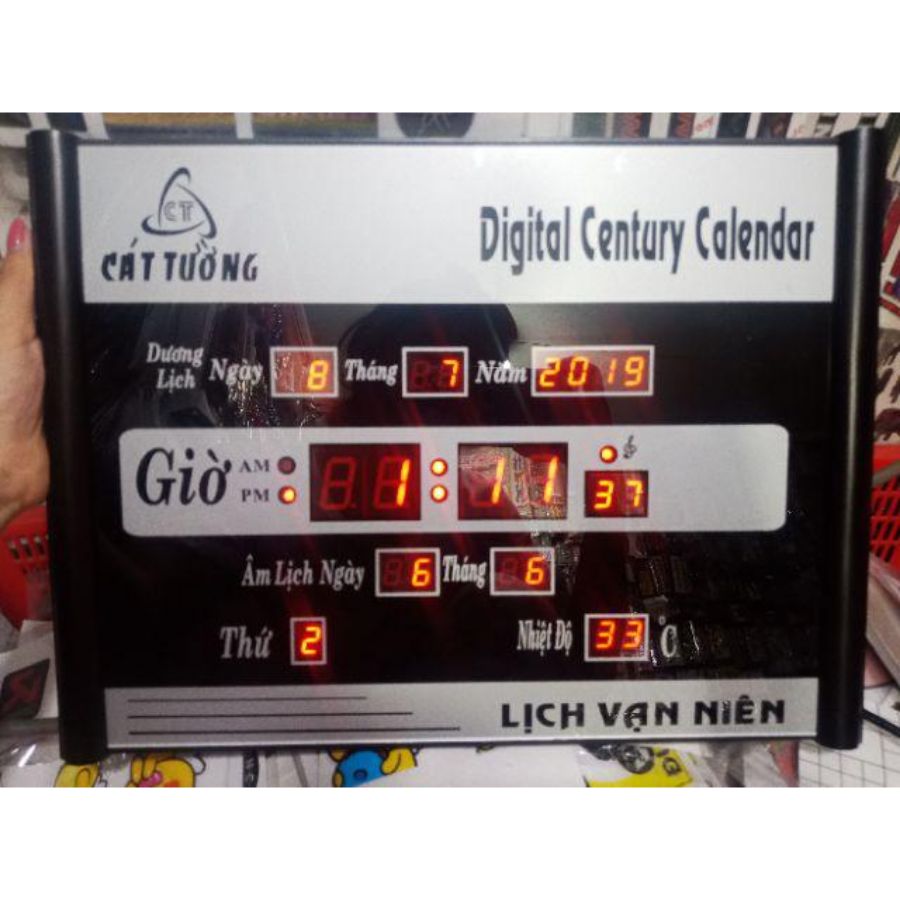 CT
CÁT TƯỜNG
Digital Century Calendar
Dương Lịch Ngày 8 Tháng 7 Năm 2019
Giờ AM PM 1:11 37
Âm Lịch Ngày 6 Tháng 6
Thứ 2 Nhiệt Độ 33 °C
LỊCH VẠN NIÊN